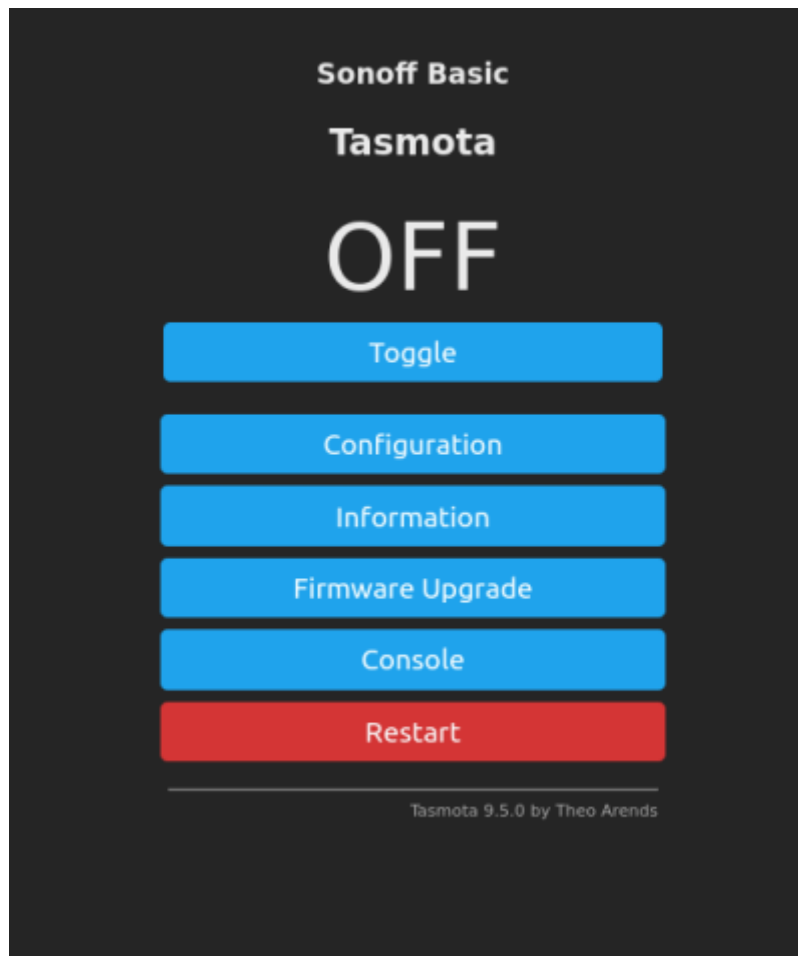 Sonoff Basic
Tasmota
OFF
Toggle
Configuration
Information
Firmware Upgrade
Console
Restart
Tasmota 9.5.0 by Theo Arends